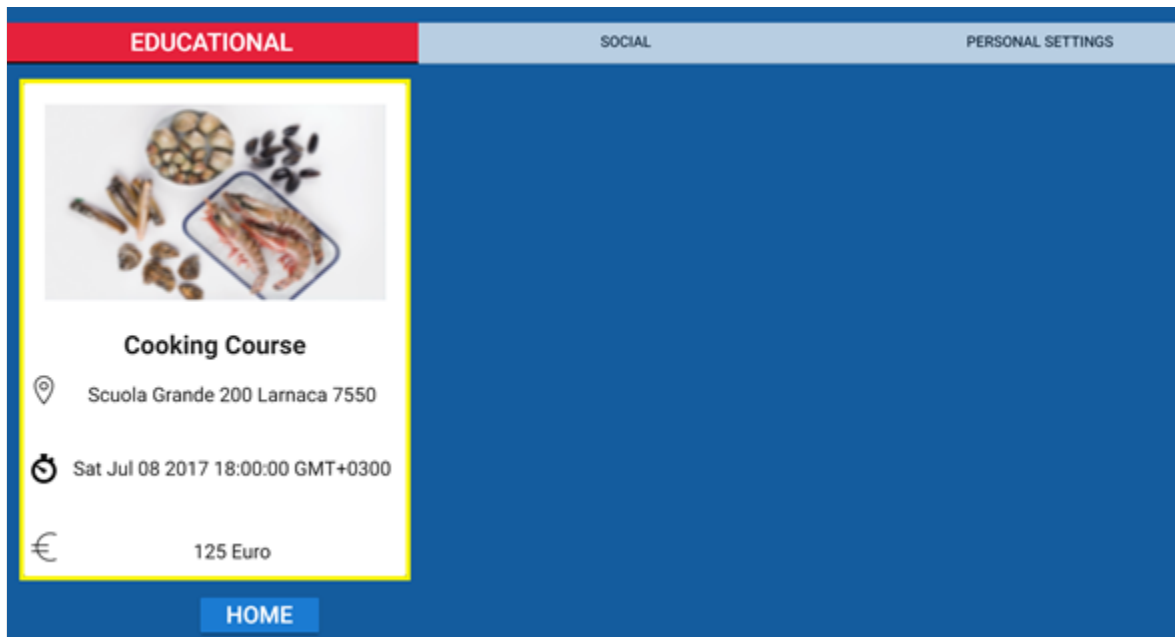 EDUCATIONAL
SOCIAL
PERSONAL SETTINGS
Cooking Course
Scuola Grande 200 Larnaca 7550
Sat Jul 08 2017 18:00:00 GMT+0300
125 Euro
HOME